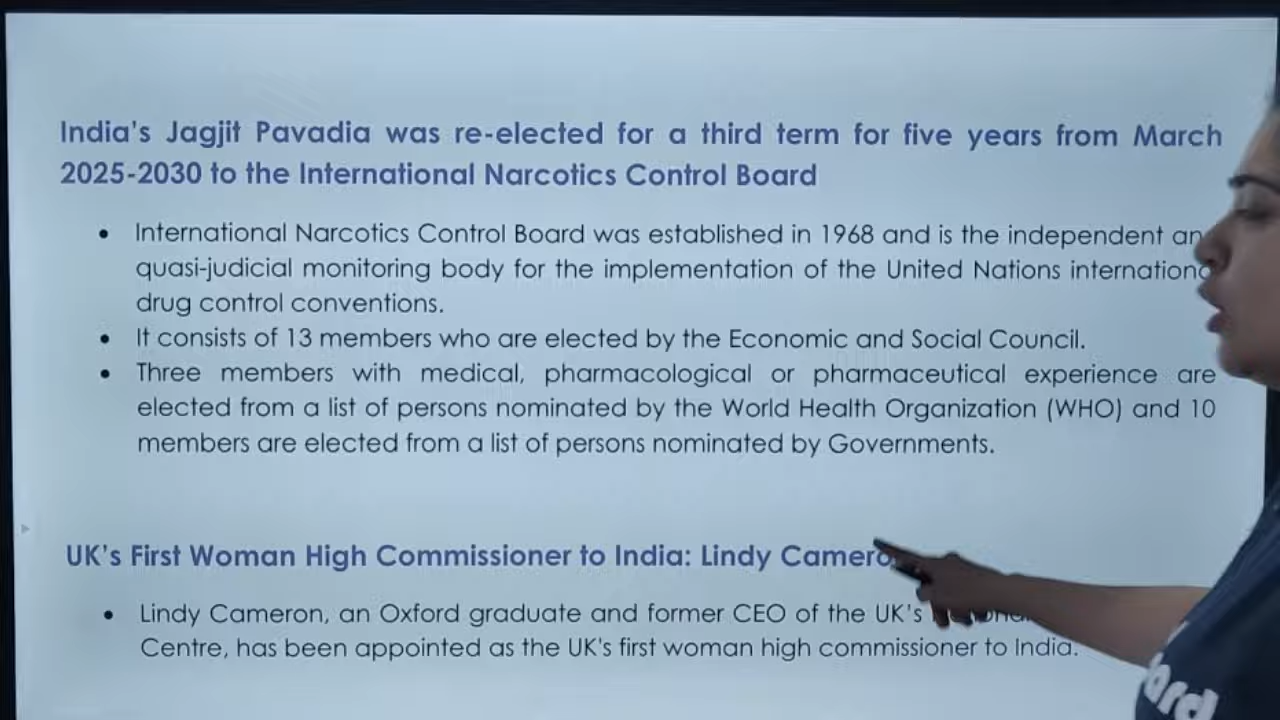 India's Jagjit Pavadia was re-elected for a third term for five years from March
2025-2030 to the International Narcotics Control Board
• International Narcotics Control Board was established in 1968 and is the independent an
quasi-judicial monitoring body for the implementation of the United Nations internationa
drug control conventions.
• It consists of 13 members who are elected by the Economic and Social Council.
• Three members with medical, pharmacological or pharmaceutical experience are
elected from a list of persons nominated by the World Health Organization (WHO) and 10
members are elected from a list of persons nominated by Governments.
UK's First Woman High Commissioner to India: Lindy Camero
• Lindy Cameron, an Oxford graduate and former CEO of the UK's
Centre, has been appointed as the UK's first woman high commissioner to India.